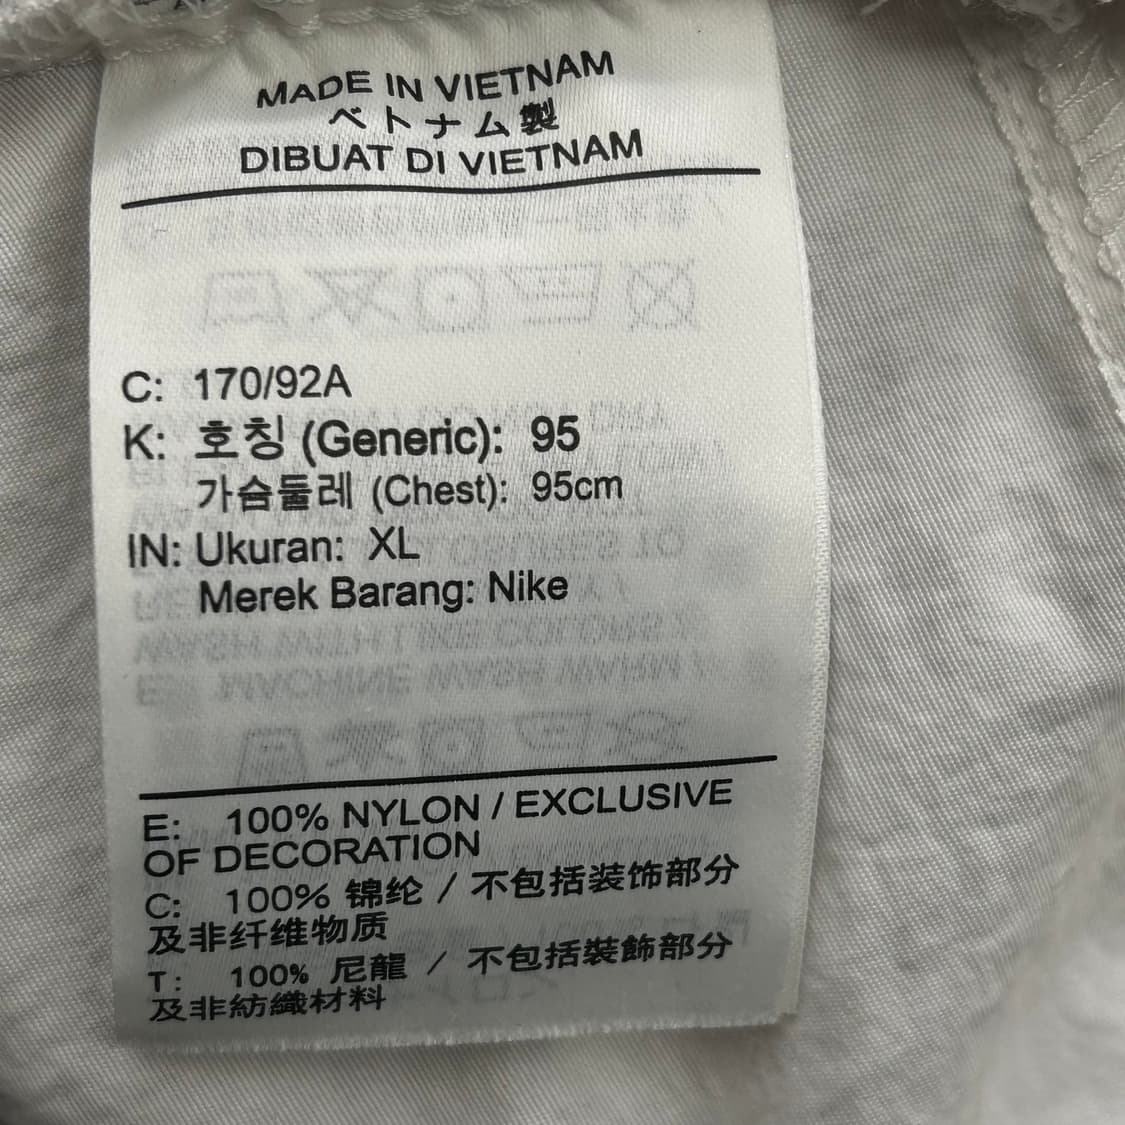 MADE IN VIETNAM
ベトナム製
DIBUAT DI VIETNAM
C: 170/92A
K: 호칭 (Generic): 95
가슴둘레 (Chest): 95cm
IN: Ukuran: XL
Merek Barang: Nike
E: 100% NYLON / EXCLUSIVE
OF DECORATION
C: 100% 锦纶 / 不包括装饰部分
及非纤维物质
T: 100% 尼龍 / 不包括裝飾部分
及非紡織材料